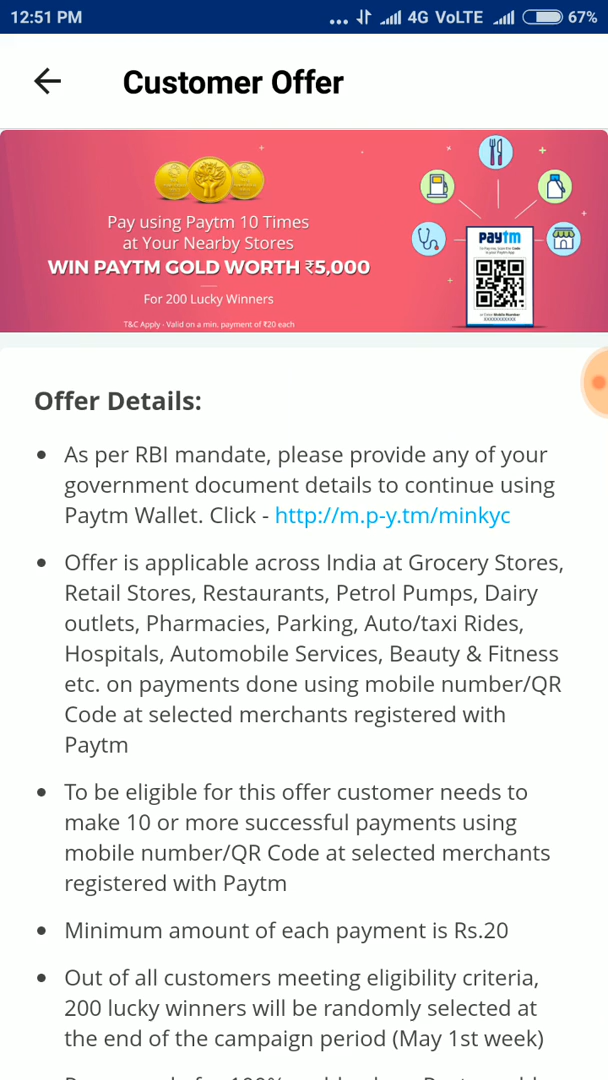 12:51 PM ... 4G VoLTE 67%
Customer Offer
Pay using Paytm 10 Times
at Your Nearby Stores
WIN PAYTM GOLD WORTH ₹5,000
For 200 Lucky Winners
T&C Apply - Valid on a min. payment of ₹20 each
paytm
XXXXXXXXXX
Offer Details:
• As per RBI mandate, please provide any of your
government document details to continue using
Paytm Wallet. Click - http://m.p-y.tm/minkyc
• Offer is applicable across India at Grocery Stores,
Retail Stores, Restaurants, Petrol Pumps, Dairy
outlets, Pharmacies, Parking, Auto/taxi Rides,
Hospitals, Automobile Services, Beauty & Fitness
etc. on payments done using mobile number/QR
Code at selected merchants registered with
Paytm
• To be eligible for this offer customer needs to
make 10 or more successful payments using
mobile number/QR Code at selected merchants
registered with Paytm
• Minimum amount of each payment is Rs.20
• Out of all customers meeting eligibility criteria,
200 lucky winners will be randomly selected at
the end of the campaign period (May 1st week)